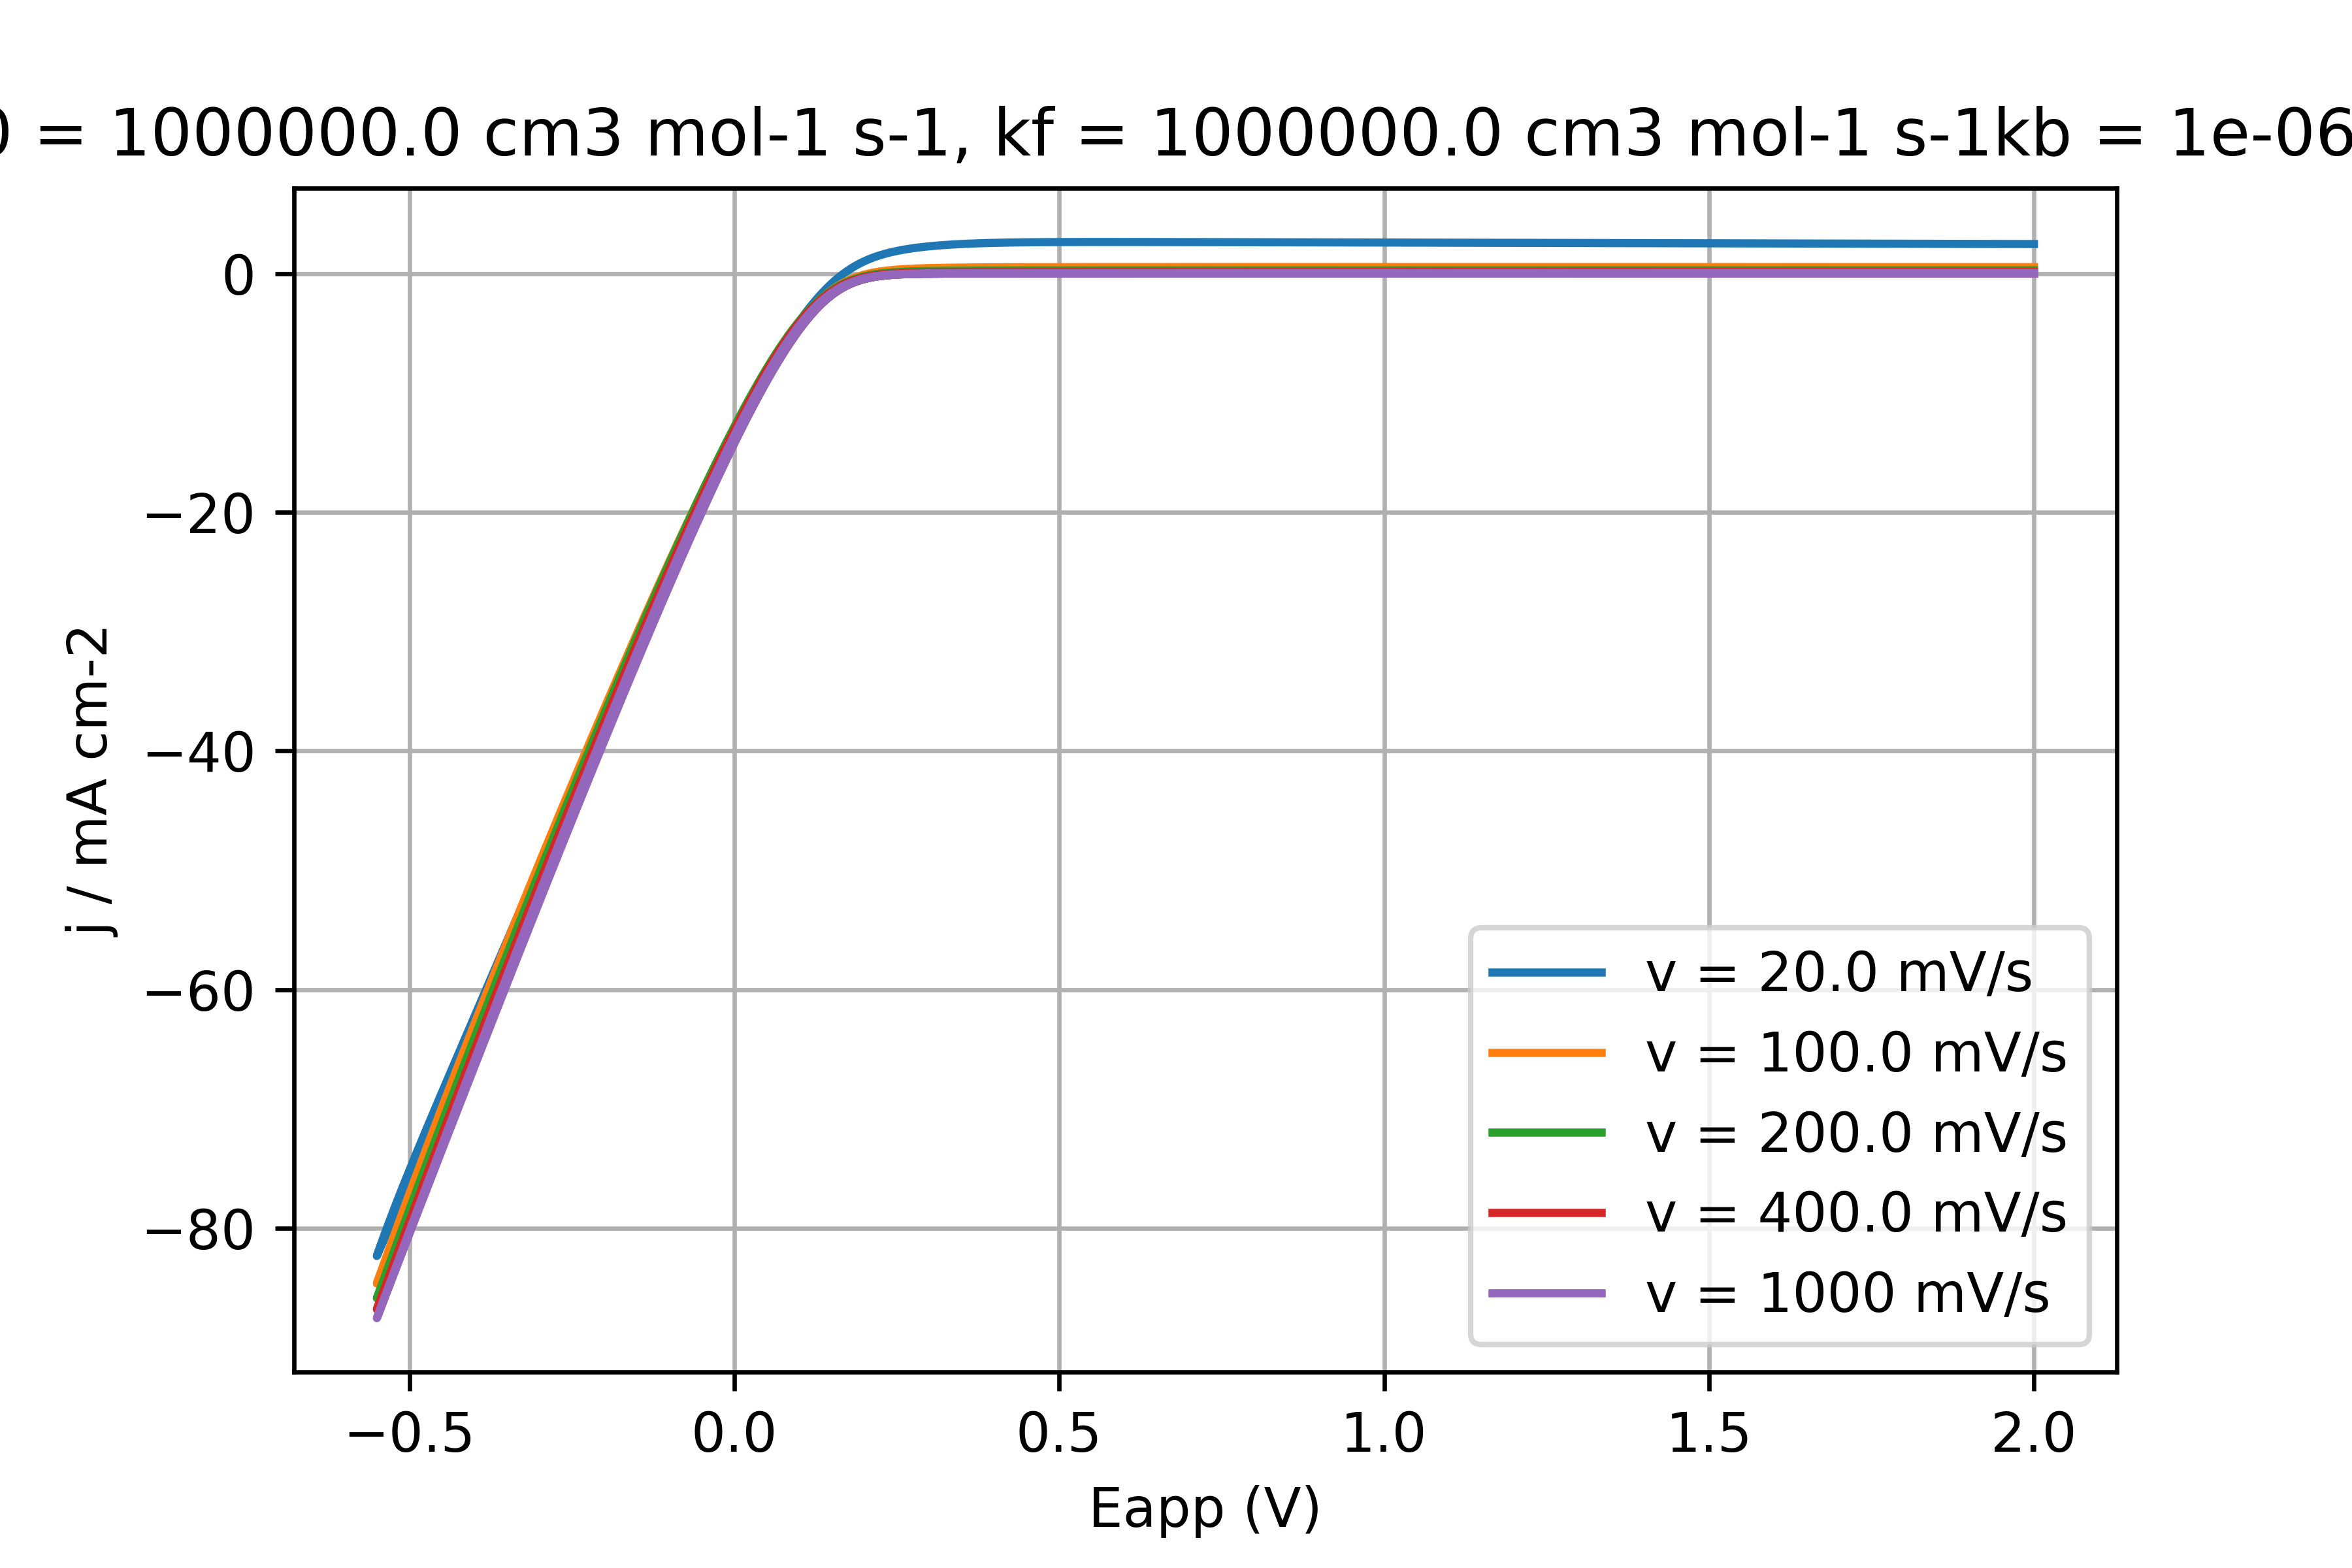 0 = 1000000.0 cm3 mol-1 s-1, kf = 1000000.0 cm3 mol-1 s-1kb = 1e-06
0
−20
−40
−60
−80
j / mA cm-2
v = 20.0 mV/s
v = 100.0 mV/s
v = 200.0 mV/s
v = 400.0 mV/s
v = 1000 mV/s
−0.5 0.0 0.5 1.0 1.5 2.0
Eapp (V)